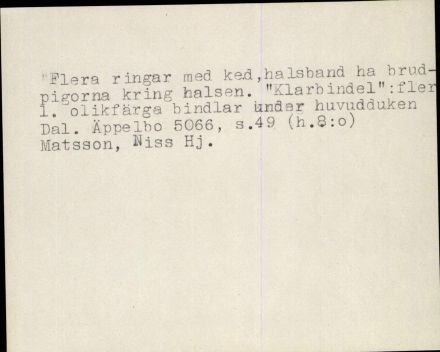 "Flera ringar med ked,halsband ha brud-
pigorna kring halsen. "Klarbindel":fler
l. olikfärga bindlar under huvudduken
Dal. Äppelbo 5066, s.49 (h.8:o)
Matsson, Niss Hj.